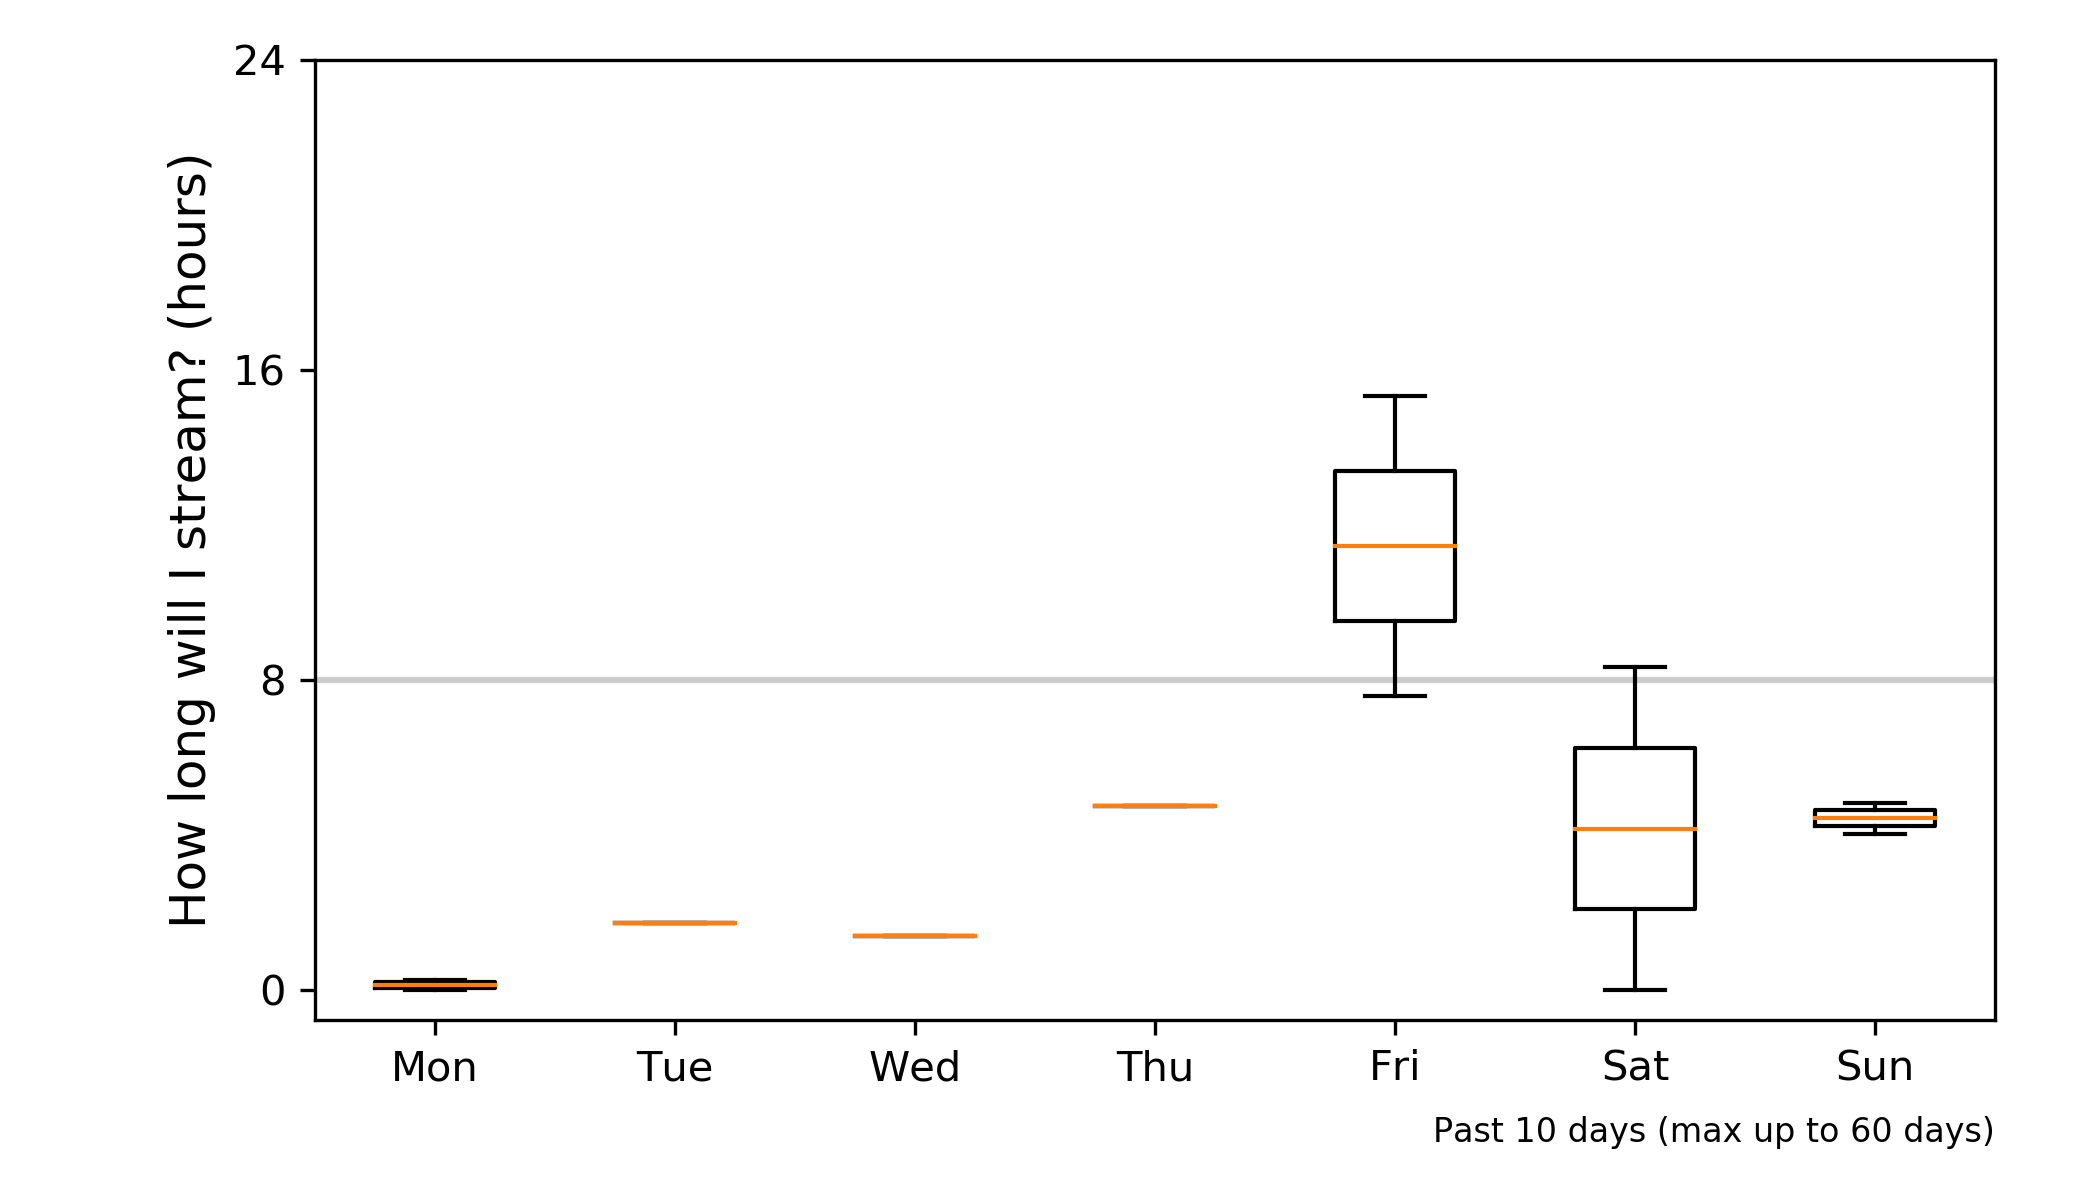 How long will I stream? (hours)
24
16
8
0
Mon Tue Wed Thu Fri Sat Sun
Past 10 days (max up to 60 days)